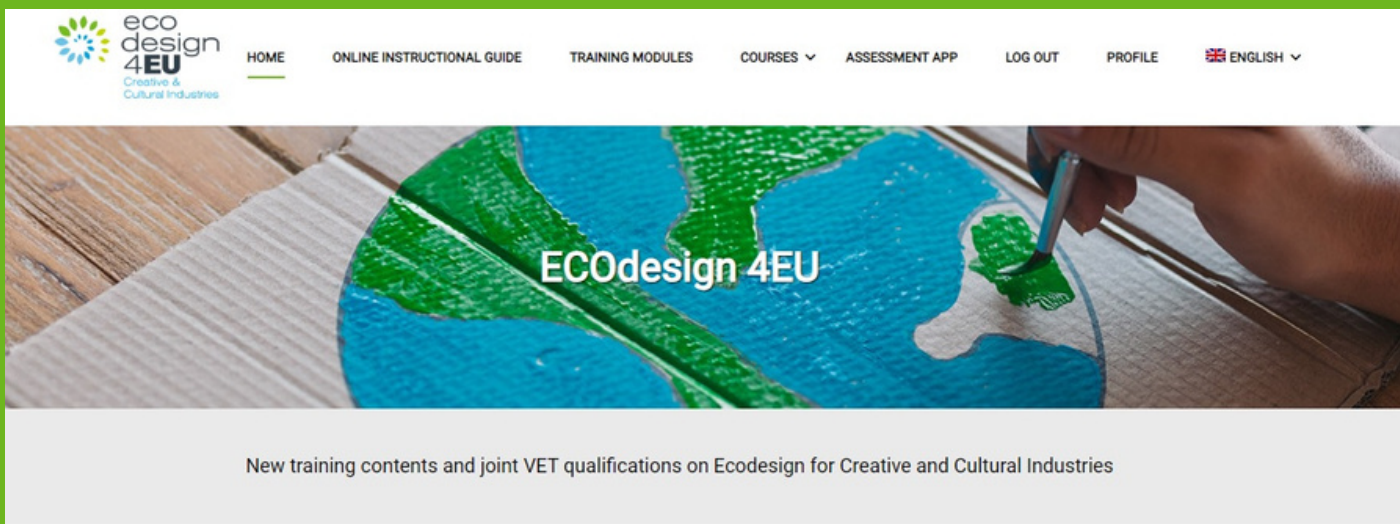 eco
design
4EU
Creative &
Cultural Industries
HOME ONLINE INSTRUCTIONAL GUIDE TRAINING MODULES COURSES ASSESSMENT APP LOG OUT PROFILE ENGLISH
ECOdesign 4EU
New training contents and joint VET qualifications on Ecodesign for Creative and Cultural Industries